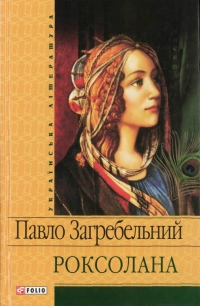 УКРАЇНСЬКА ЛІТЕРАТУРА
Павло Загребельний
РОКСОЛАНА
FOLIO